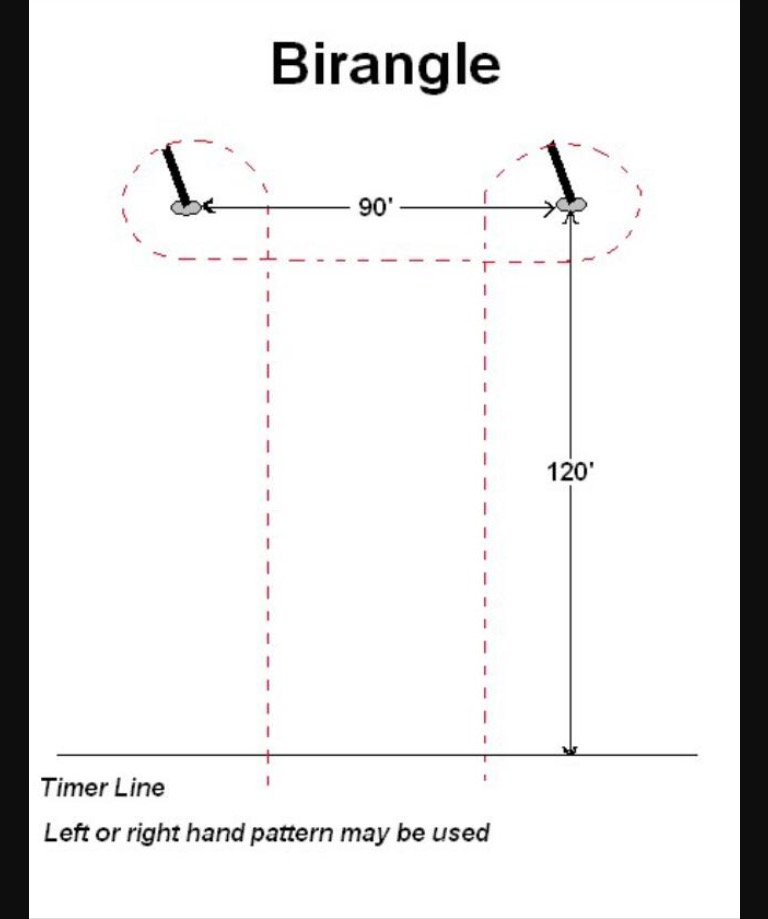 Birangle
90'
120'
Timer Line
Left or right hand pattern may be used